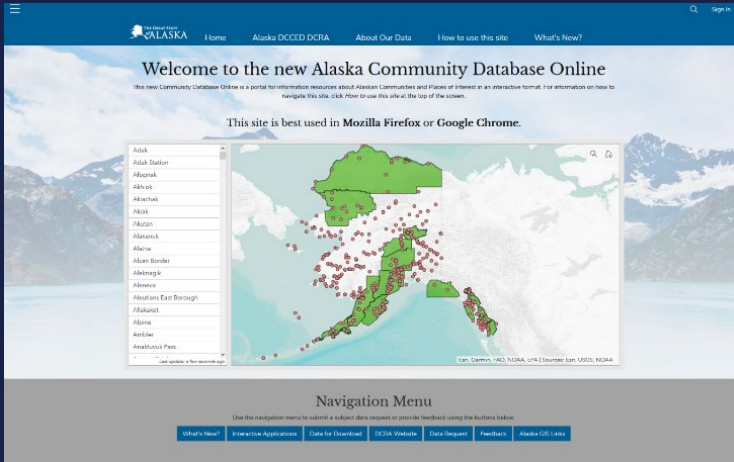 Sign In
THE GREAT STATE
of ALASKA
Home
Alaska DCCED DCRA
About Our Data
How to use this site
What's New?
Welcome to the new Alaska Community Database Online
This new Community Database Online is a portal for information resources about Alaskan Communities and Places of Interest in an interactive format. For information on how to
navigate this site, click How to use this site at the top of the screen.
This site is best used in Mozilla Firefox or Google Chrome.
Adak
Adak Station
Afognak
Akhiok
Akiachak
Akiak
Akutan
Alakanuk
Alatna
Alcan Border
Aleknagik
Aleneva
Aleutians East Borough
Allakaket
Alpine
Ambler
Anaktuvuk Pass
Last update: a few seconds ago
Esri, Garmin, FAO, NOAA, EPA | Sources: Esri, USGS, NOAA
Navigation Menu
Use the navigation menu to submit a subject data request or provide feedback using the buttons below
What's New?
Interactive Applications
Data for Download
DCRA Website
Data Request
Feedback
Alaska GIS Links